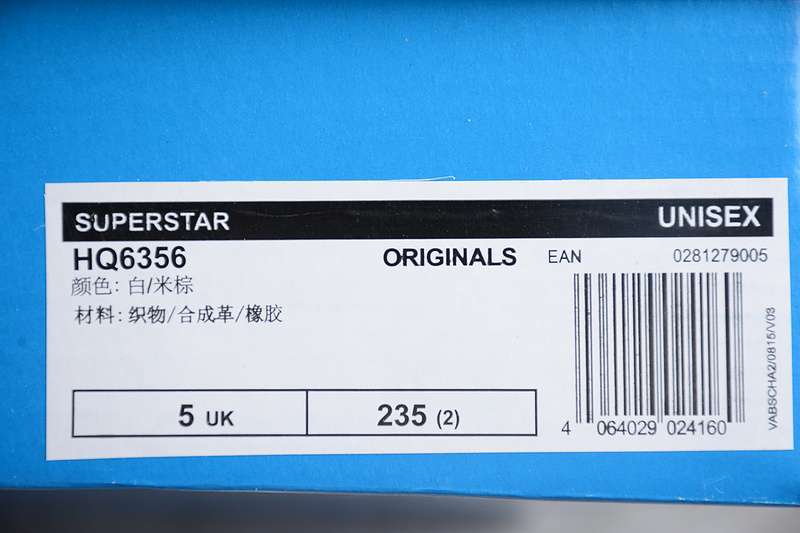 SUPERSTAR UNISEX
HQ6356 ORIGINALS EAN 0281279005
颜色: 白/米棕
材料: 织物/合成革/橡胶
5 UK 235 (2)
4 064029 024160
VABSCHA2/0815/V03